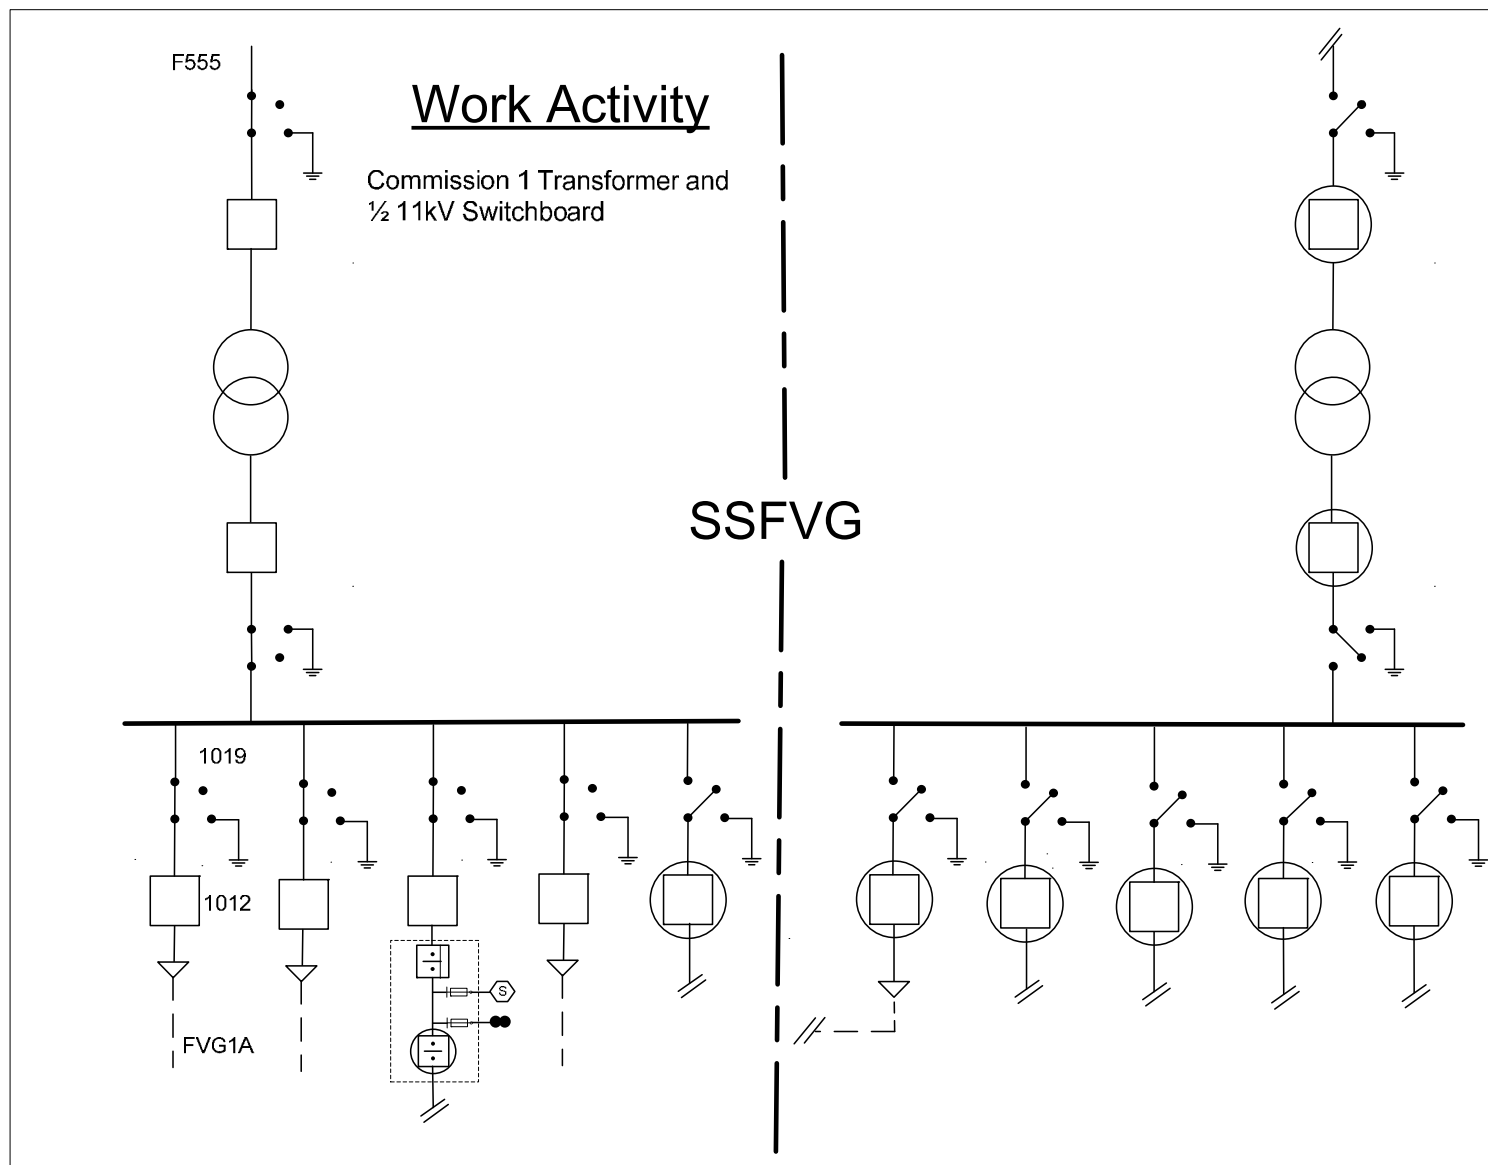 F555
Work Activity
Commission 1 Transformer and
½ 11kV Switchboard
SSFVG
1019
1012
S
FVG1A